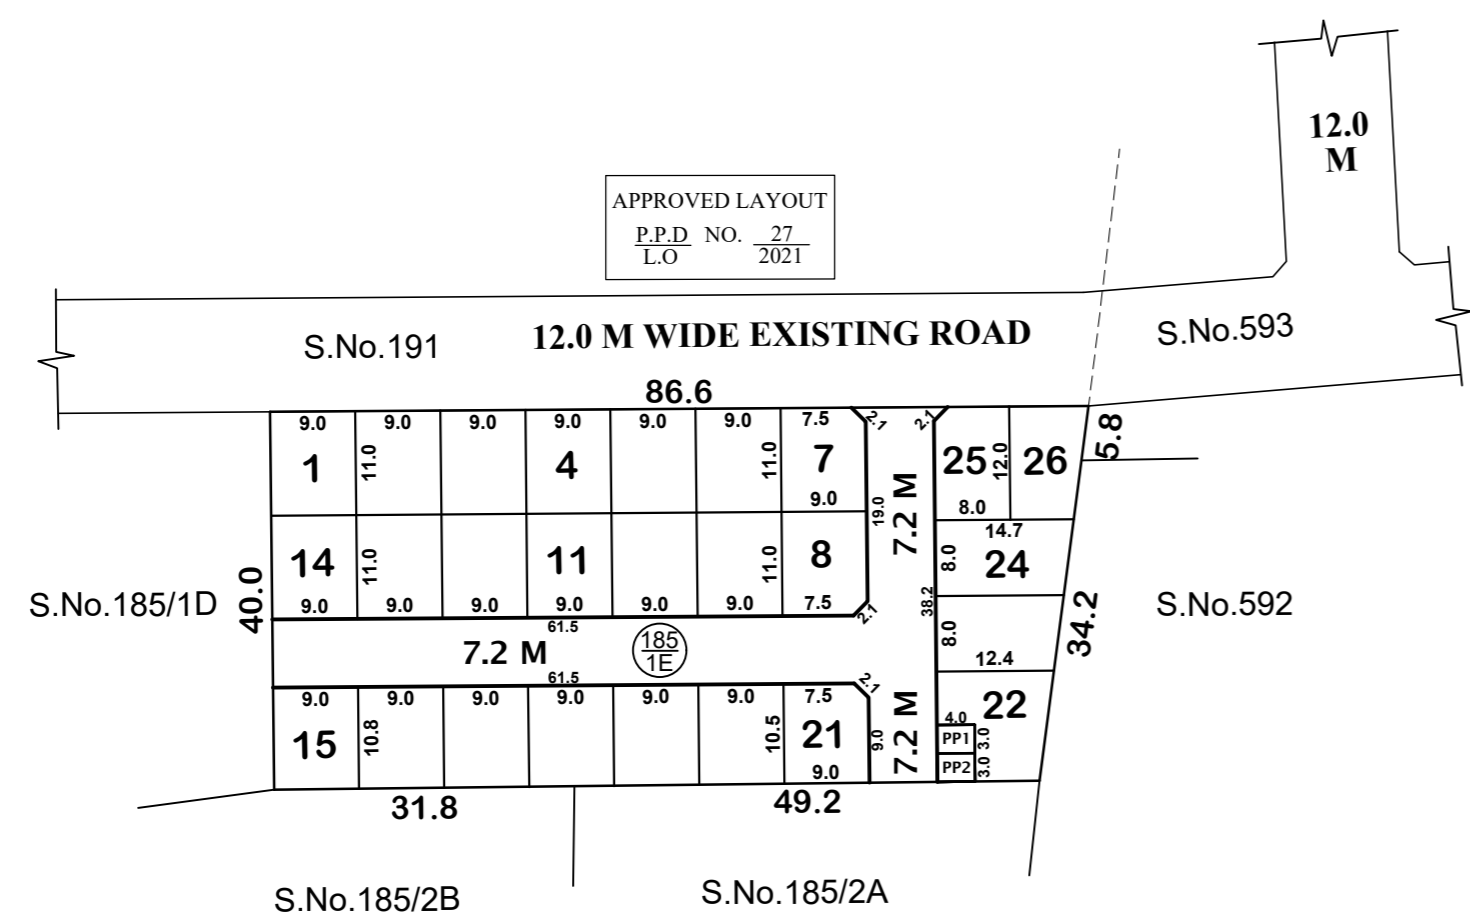 12.0
M
APPROVED LAYOUT
P.P.D NO. 27
L.O 2021
S.No.191
12.0 M WIDE EXISTING ROAD
S.No.593
86.6
9.0 9.0 9.0 9.0 9.0 9.0 7.5 2.1 2.1
5.8
1 11.0 4 11.0 7 25 12.0 26
9.0 8.0
19.0 7.2 M
14.7
14 11.0 11 11.0 8 8.0 24
9.0 9.0 9.0 9.0 9.0 9.0 7.5 2.1
S.No.185/1D
40.0
38.2
S.No.592
34.2
61.5
7.2 M
185
1E
8.0
12.4
61.5
9.0 9.0 9.0 9.0 9.0 9.0 7.5 2.1
15 10.8 10.5 21 9.0 7.2 M 22
4.0
PP1 3.0
PP2 3.0
9.0
31.8
49.2
S.No.185/2B
S.No.185/2A